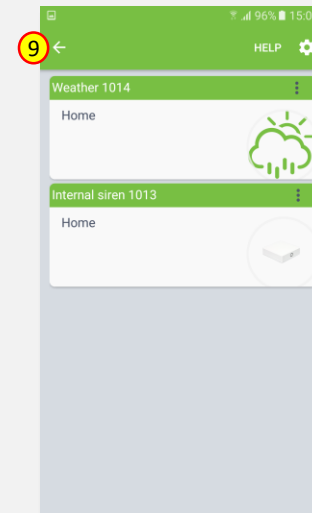 96% 15:0
9 HELP
Weather 1014
Home
Internal siren 1013
Home